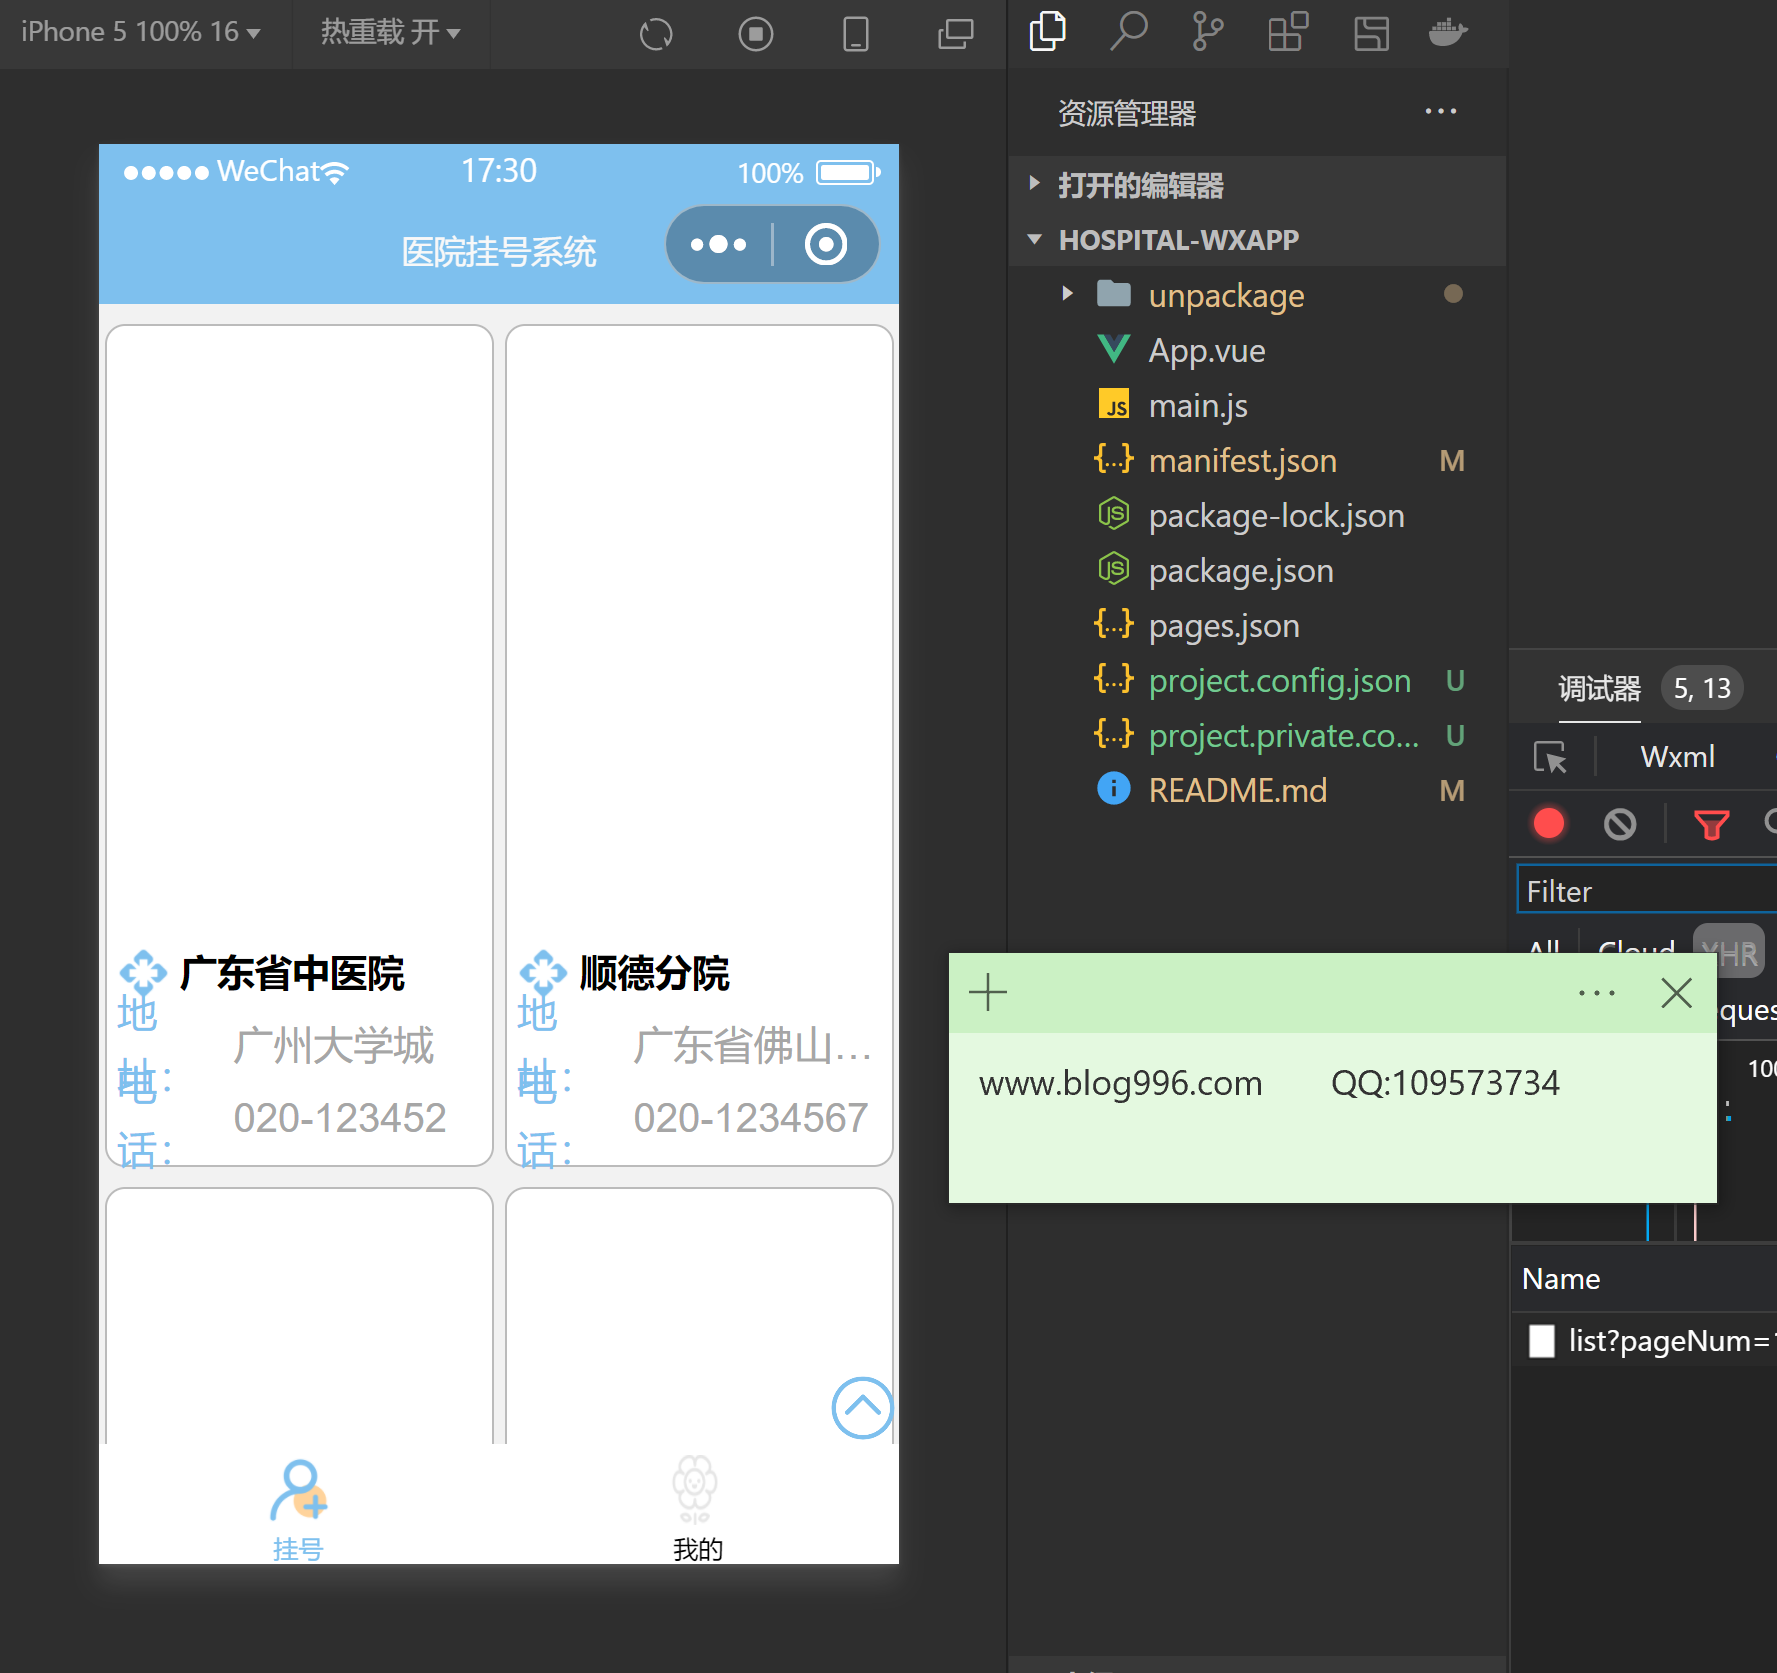 iPhone 5 100% 16
热重载 开
WeChat
17:30
100%
医院挂号系统
广东省中医院
地址：
广州大学城
电话：
020-123452
顺德分院
地址：
广东省佛山…
电话：
020-1234567
挂号
我的
资源管理器
打开的编辑器
HOSPITAL-WXAPP
unpackage
App.vue
JS main.js
{...} manifest.json M
JS package-lock.json
JS package.json
{...} pages.json
{...} project.config.json U
{...} project.private.co... U
README.md M
调试器 5, 13
Wxml
Filter
All Cloud XHR
www.blog996.com QQ:109573734
Name
list?pageNum=